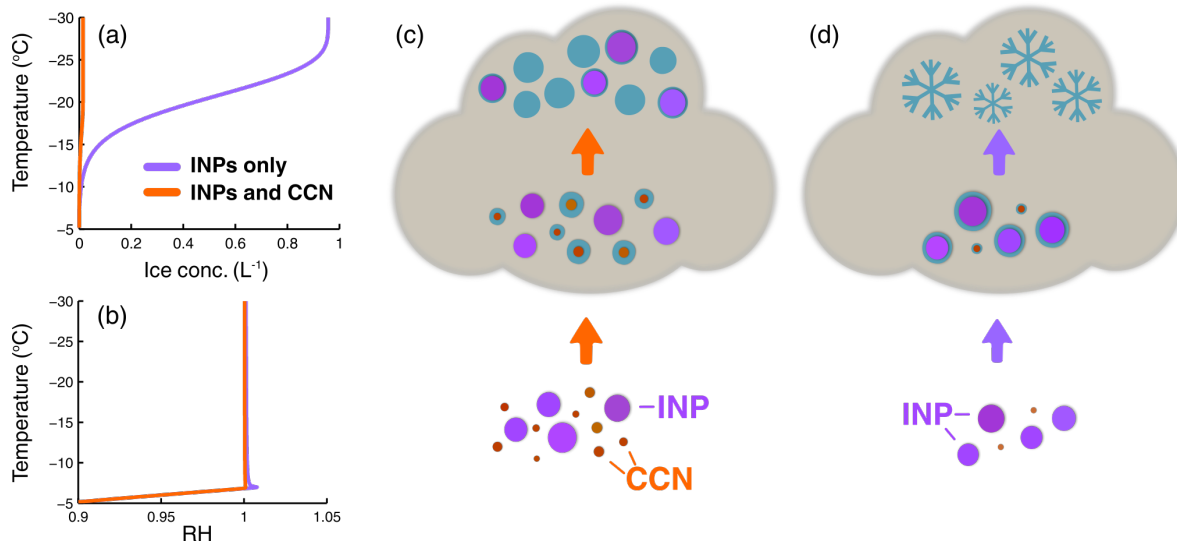 (a)
Temperature (°C)
-30
-25
-20
-15
-10
-5
INPs only
INPs and CCN
0 0.2 0.4 0.6 0.8 1
Ice conc. (L⁻¹)
(b)
Temperature (°C)
-30
-25
-20
-15
-10
-5
0.9 0.95 1 1.05
RH
(c)
INP
CCN
(d)
INP